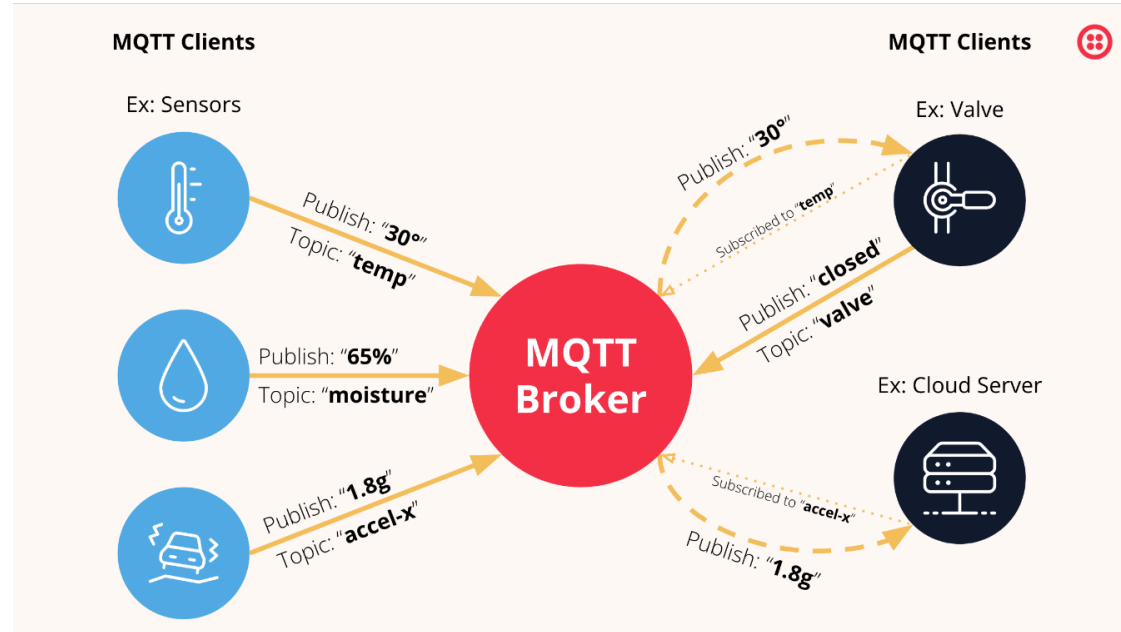 MQTT Clients
Ex: Sensors
Publish: “30°”
Topic: “temp”
Publish: “65%”
Topic: “moisture”
Publish: “1.8g”
Topic: “accel-x”
MQTT
Broker
MQTT Clients
Ex: Valve
Publish: “30°”
Subscribed to “temp”
Publish: “closed”
Topic: “valve”
Ex: Cloud Server
Subscribed to “accel-x”
Publish: “1.8g”